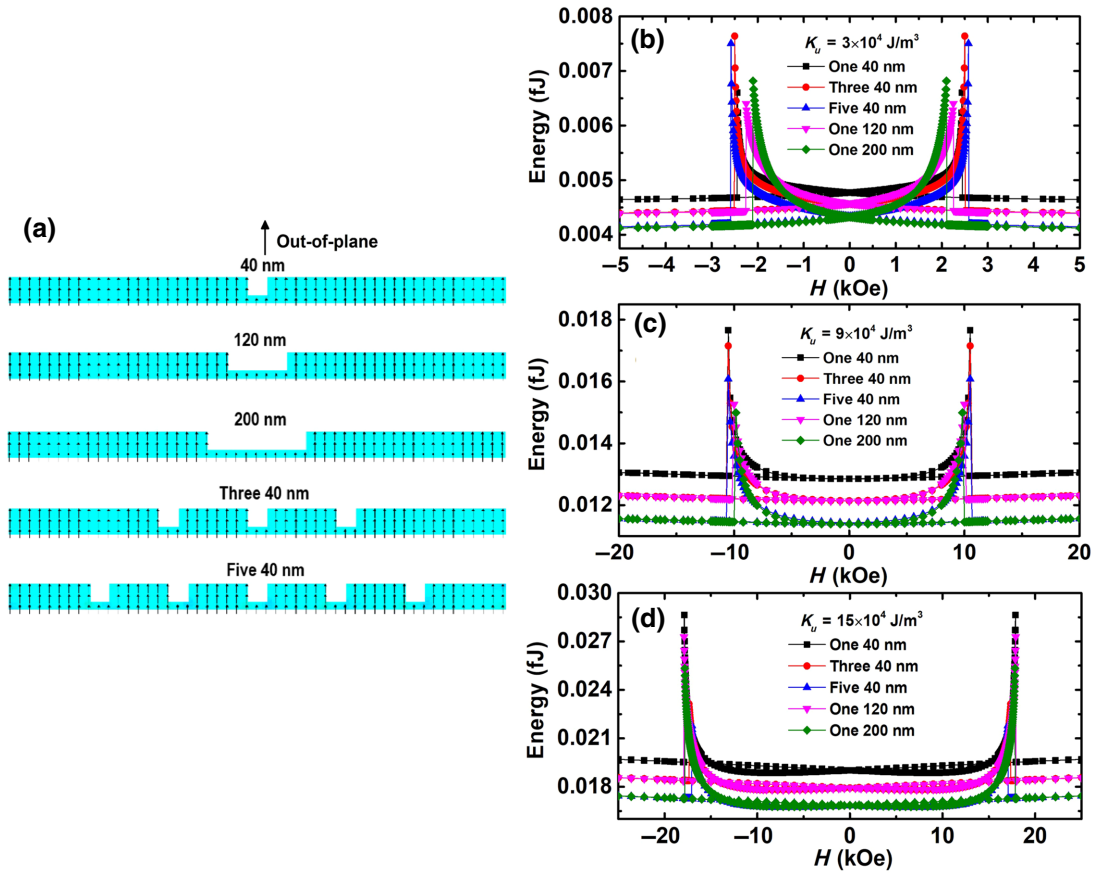 (a)
Out-of-plane
40 nm
120 nm
200 nm
Three 40 nm
Five 40 nm
(b)
Kᵤ = 3×10⁴ J/m³
One 40 nm
Three 40 nm
Five 40 nm
One 120 nm
One 200 nm
Energy (fJ)
0.008
0.007
0.006
0.005
0.004
–5 –4 –3 –2 –1 0 1 2 3 4 5
H (kOe)
(c)
Kᵤ = 9×10⁴ J/m³
One 40 nm
Three 40 nm
Five 40 nm
One 120 nm
One 200 nm
Energy (fJ)
0.018
0.016
0.014
0.012
–20 –10 0 10 20
H (kOe)
(d)
Kᵤ = 15×10⁴ J/m³
One 40 nm
Three 40 nm
Five 40 nm
One 120 nm
One 200 nm
Energy (fJ)
0.030
0.027
0.024
0.021
0.018
–20 –10 0 10 20
H (kOe)